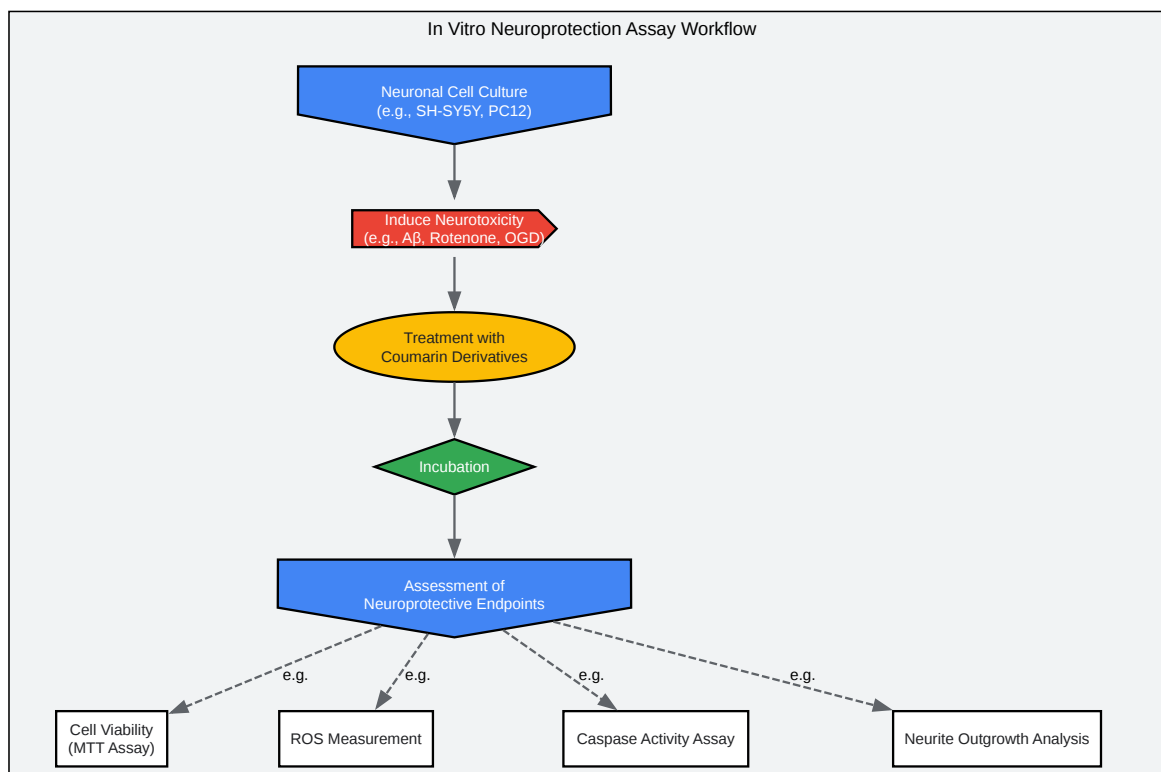 In Vitro Neuroprotection Assay Workflow
Neuronal Cell Culture
(e.g., SH-SY5Y, PC12)
Induce Neurotoxicity
(e.g., Aβ, Rotenone, OGD)
Treatment with
Coumarin Derivatives
Incubation
Assessment of
Neuroprotective Endpoints
e.g.
e.g.
e.g.
e.g.
Cell Viability
(MTT Assay)
ROS Measurement
Caspase Activity Assay
Neurite Outgrowth Analysis